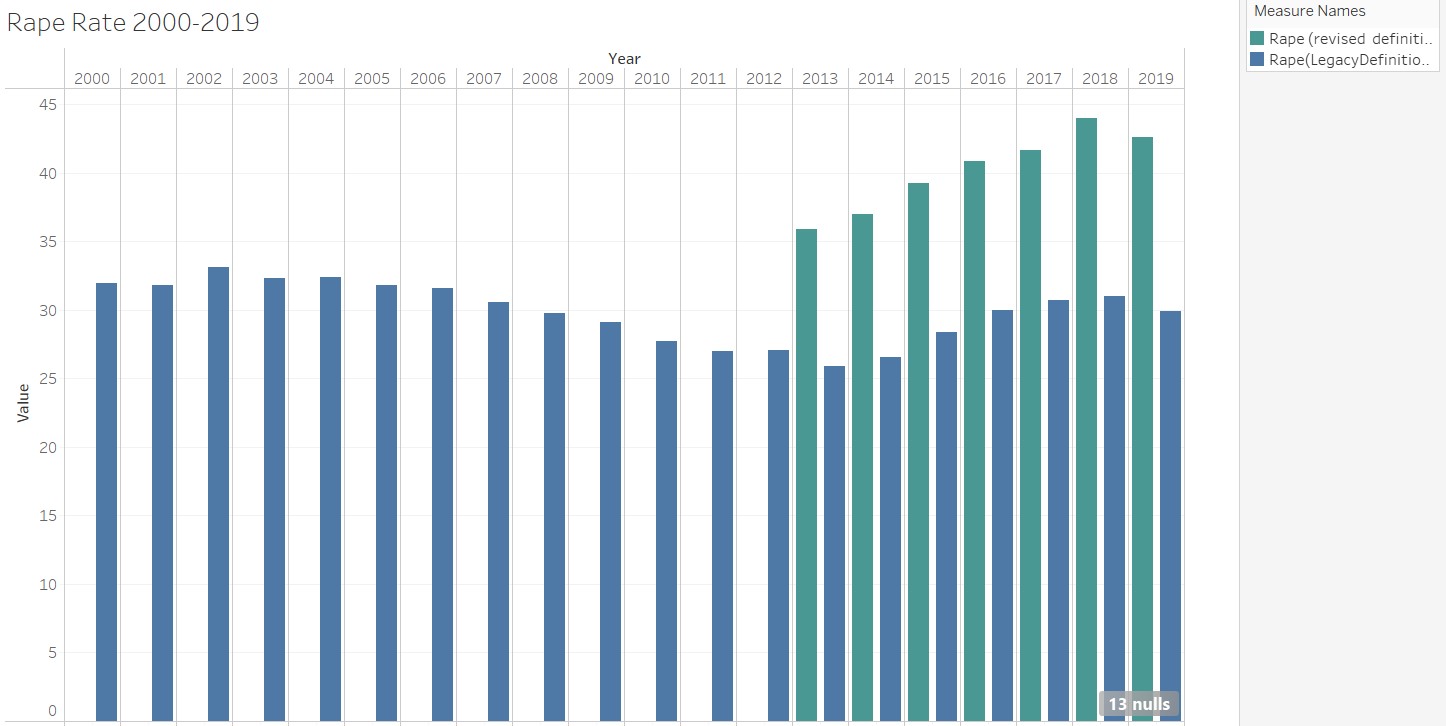 Rape Rate 2000-2019
Measure Names
Rape (revised definiti..
Rape(LegacyDefinitio..
Year
2000 2001 2002 2003 2004 2005 2006 2007 2008 2009 2010 2011 2012 2013 2014 2015 2016 2017 2018 2019
45
40
35
30
25
20
15
10
5
0
Value
13 nulls